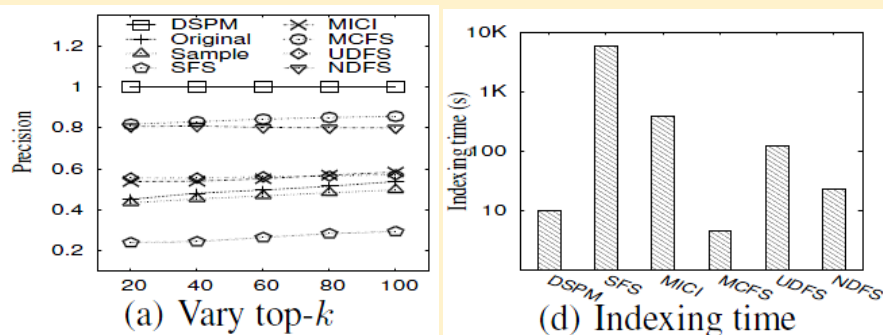 DSPM
Original
Sample
SFS
MICI
MCFS
UDFS
NDFS
Precision
1.2
1
0.8
0.6
0.4
0.2
20 40 60 80 100
(a) Vary top-k
Indexing time (s)
10K
1K
100
10
DSPM SFS MICI MCFS UDFS NDFS
(d) Indexing time